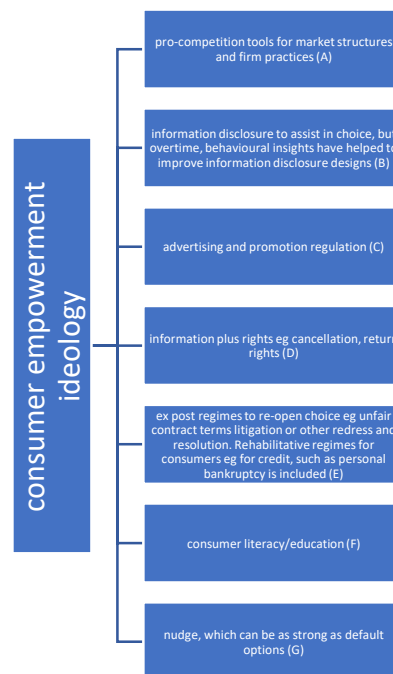 consumer empowerment
ideology
pro-competition tools for market structures
and firm practices (A)
information disclosure to assist in choice, but
overtime, behavioural insights have helped to
improve information disclosure designs (B)
advertising and promotion regulation (C)
information plus rights eg cancellation, return
rights (D)
ex post regimes to re-open choice eg unfair
contract terms litigation or other redress and
resolution. Rehabilitative regimes for
consumers eg for credit, such as personal
bankruptcy is included (E)
consumer literacy/education (F)
nudge, which can be as strong as default
options (G)